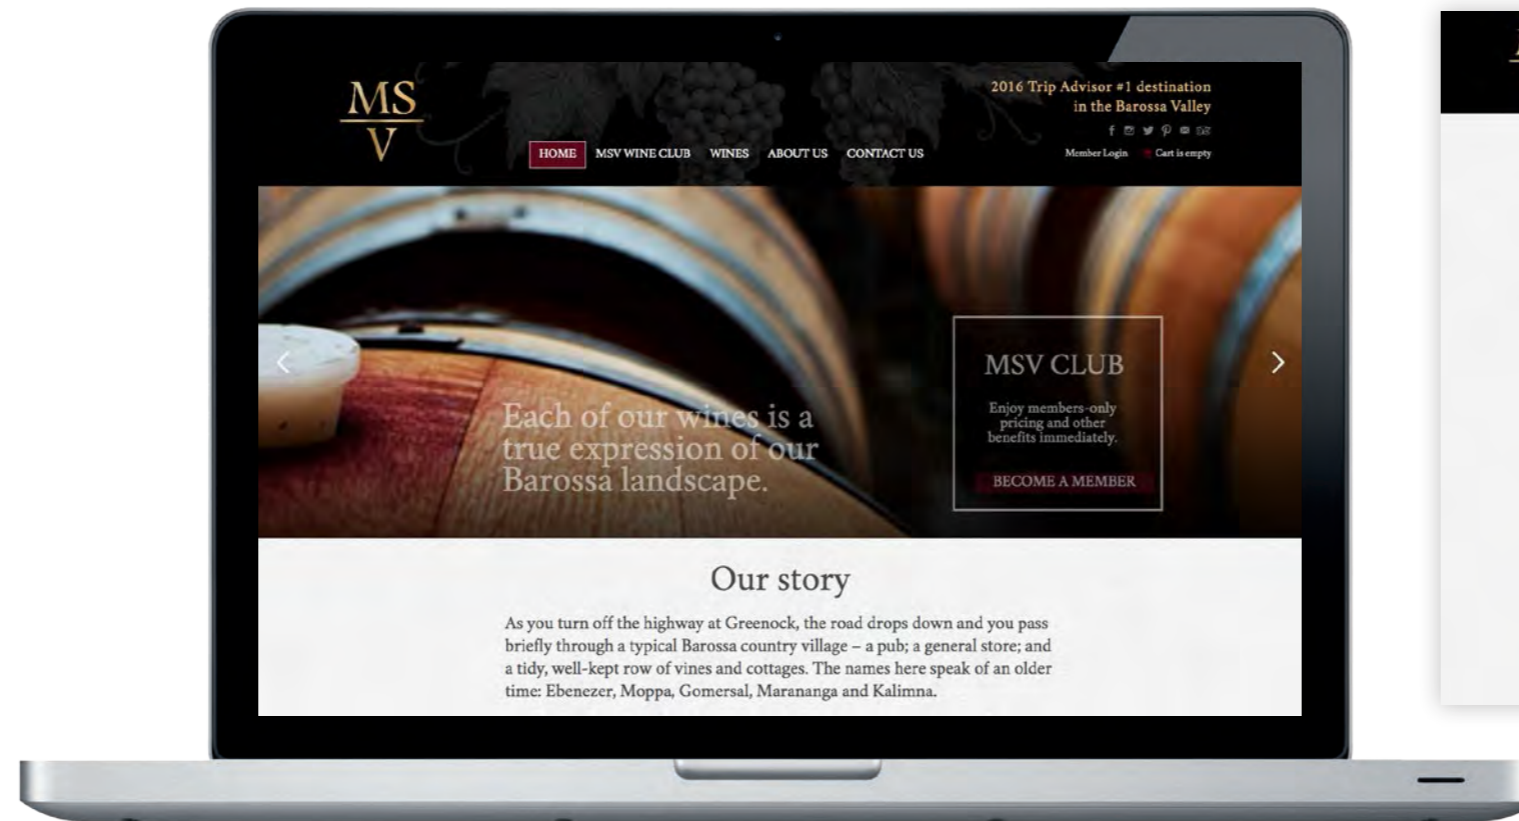 MS
V
2016 Trip Advisor #1 destination
in the Barossa Valley
HOME MSV WINE CLUB WINES ABOUT US CONTACT US
Member Login Cart is empty
Each of our wines is a
true expression of our
Barossa landscape.
MSV CLUB
Enjoy members-only
pricing and other
benefits immediately.
BECOME A MEMBER
Our story
As you turn off the highway at Greenock, the road drops down and you pass
briefly through a typical Barossa country village – a pub; a general store; and
a tidy, well-kept row of vines and cottages. The names here speak of an older
time: Ebenezer, Moppa, Gomersal, Marananga and Kalimna.